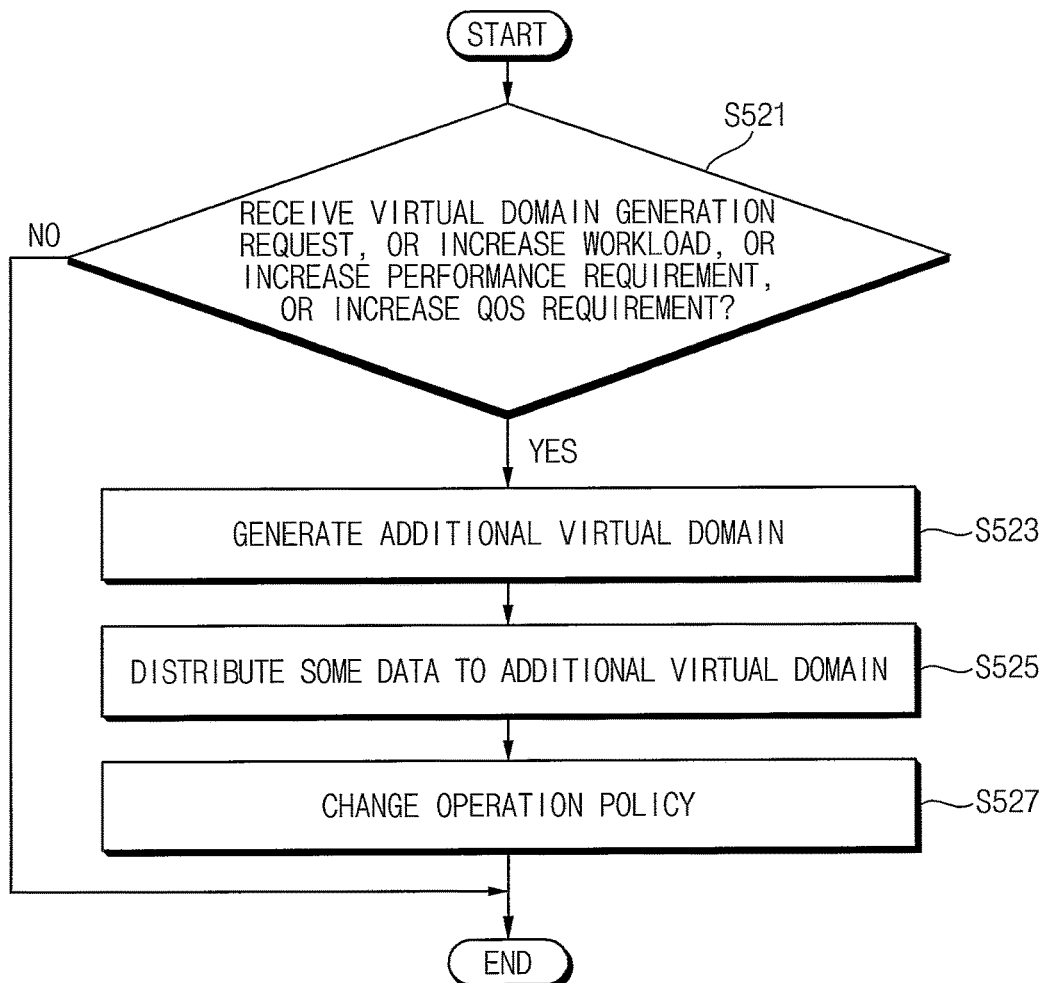 START
S521
RECEIVE VIRTUAL DOMAIN GENERATION
REQUEST, OR INCREASE WORKLOAD, OR
INCREASE PERFORMANCE REQUIREMENT,
OR INCREASE QOS REQUIREMENT?
NO
YES
GENERATE ADDITIONAL VIRTUAL DOMAIN
S523
DISTRIBUTE SOME DATA TO ADDITIONAL VIRTUAL DOMAIN
S525
CHANGE OPERATION POLICY
S527
END